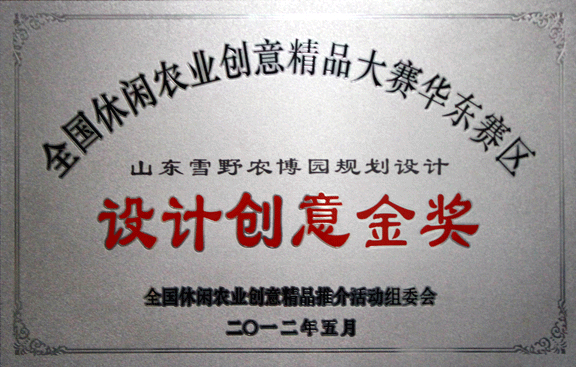 全国休闲农业创意精品大赛华东赛区
山东雪野农博园规划设计
设计创意金奖
全国休闲农业创意精品推介活动组委会
二〇一二年五月